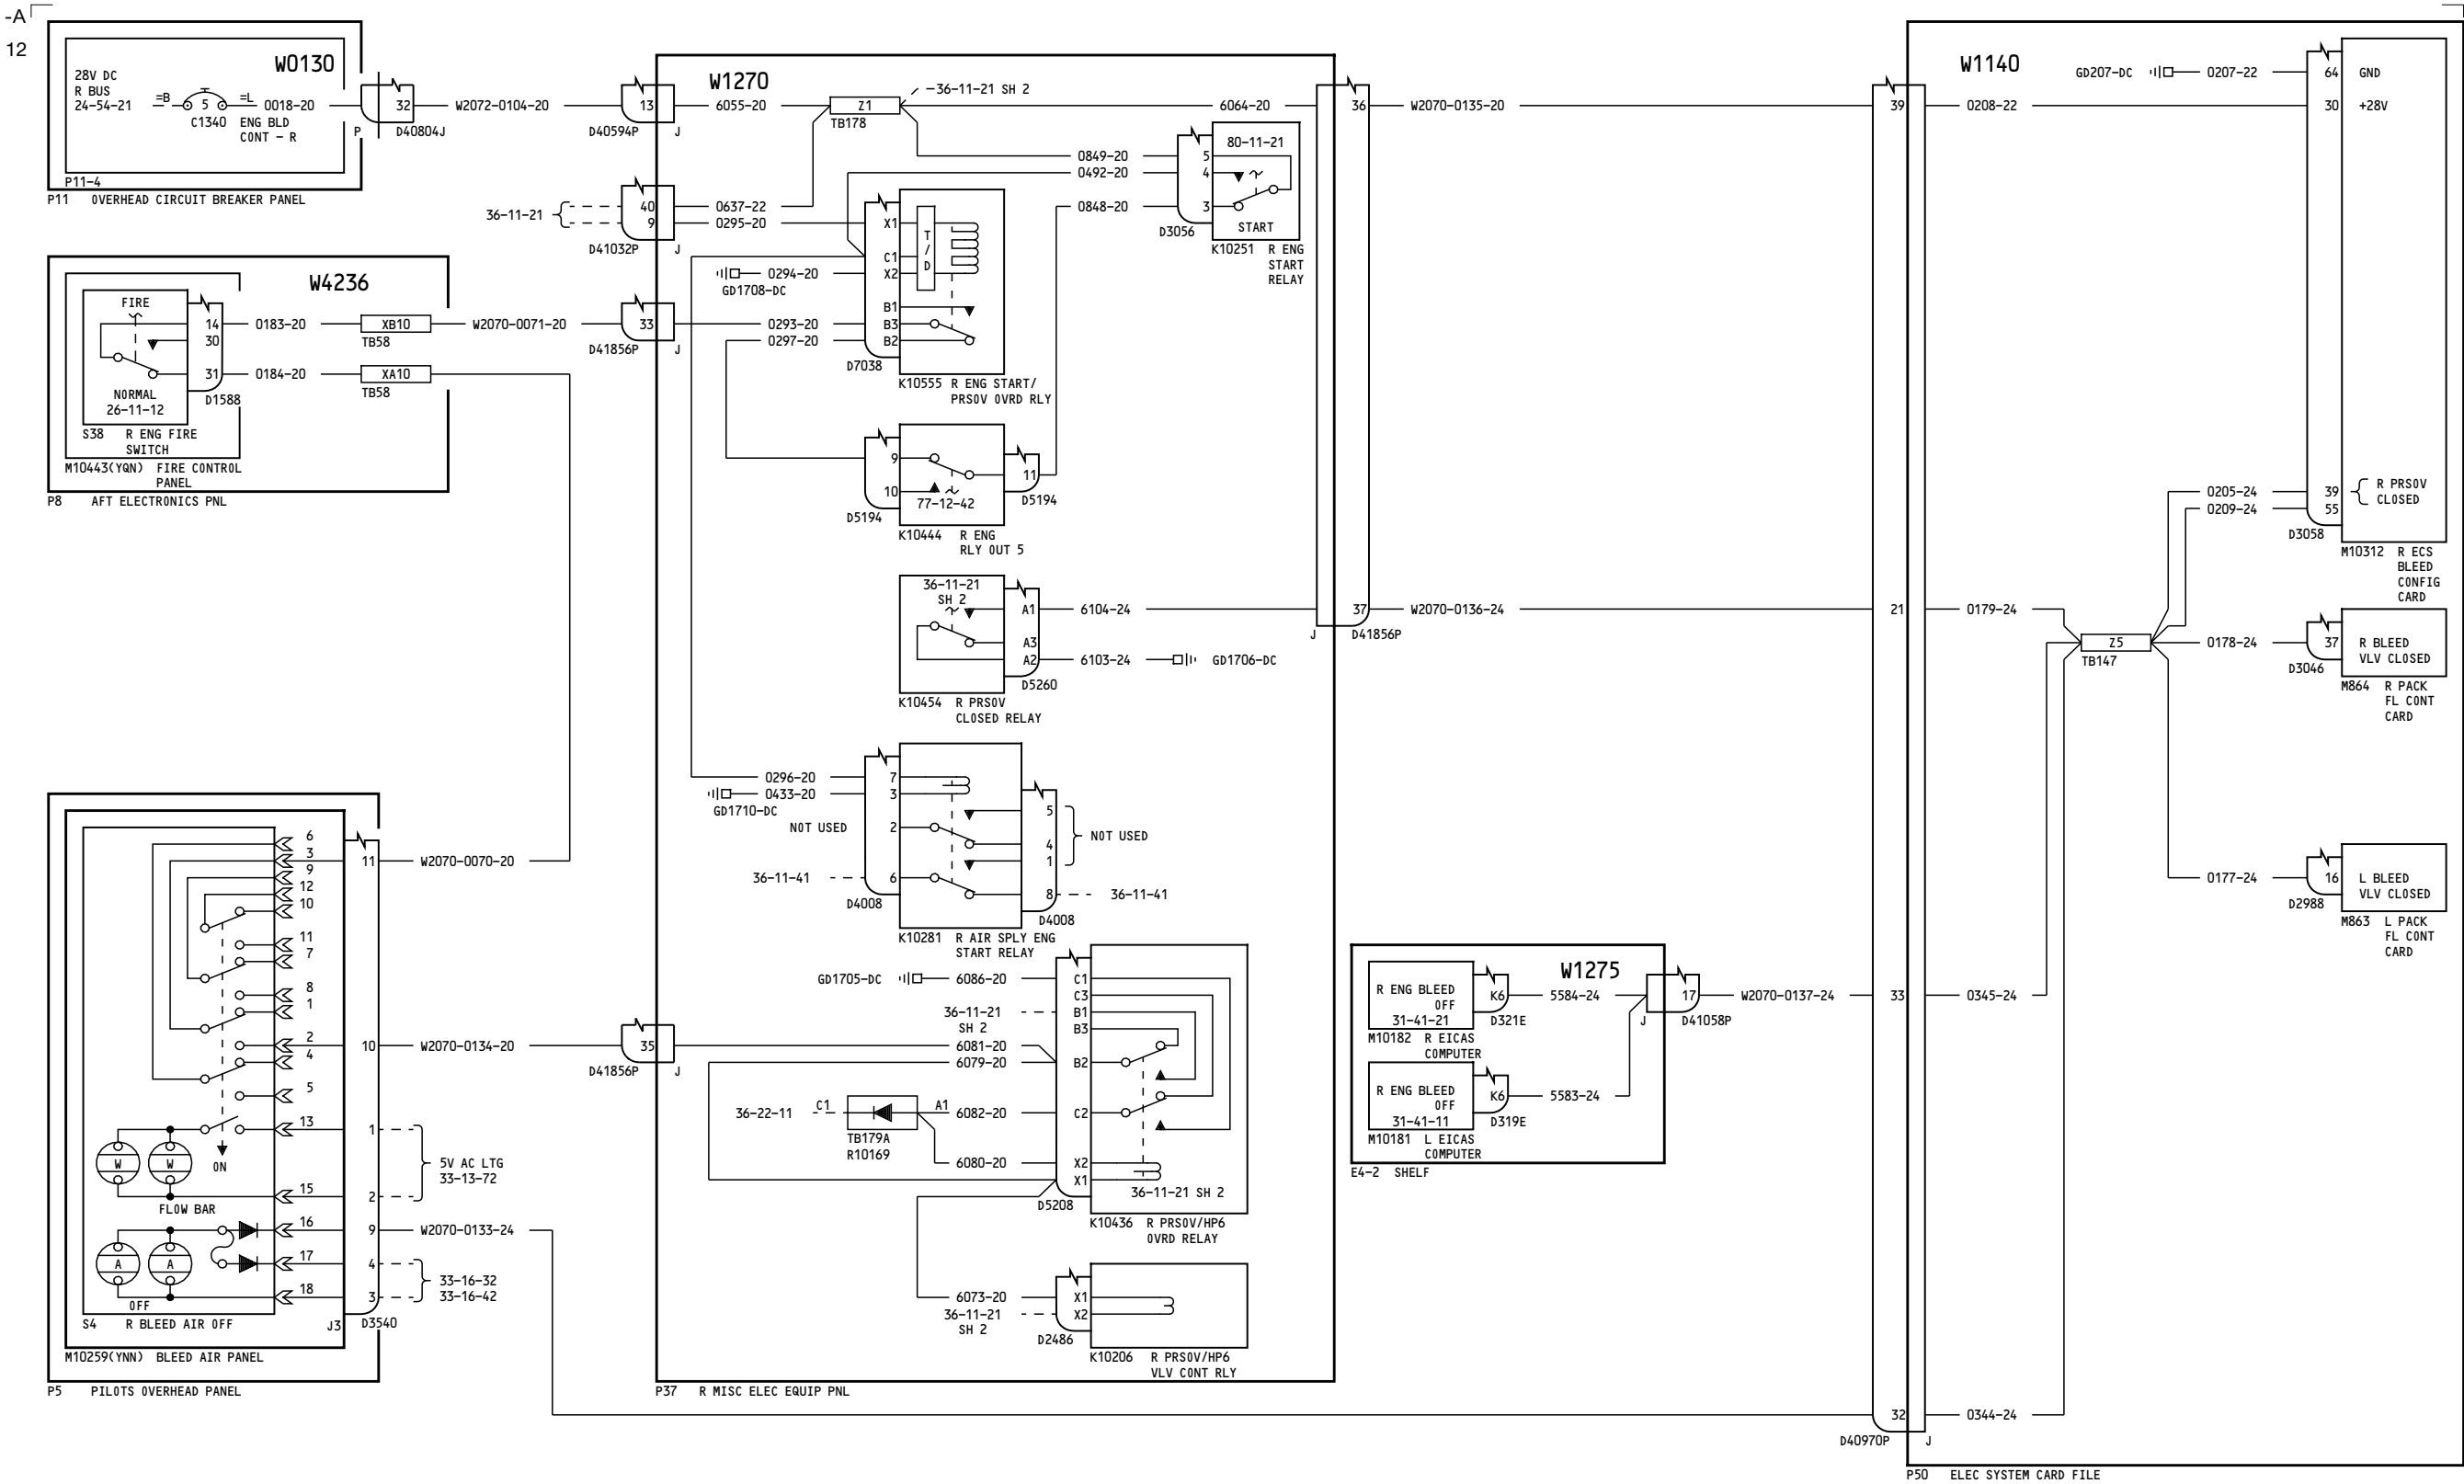 -A
12
W0130
28V DC
R BUS
24-54-21
=B
5
=L
0018-20
C1340
ENG BLD
CONT - R
P11-4
P11 OVERHEAD CIRCUIT BREAKER PANEL
32
P
D40804J
W2072-0104-20
13
D40594P
J
W1270
6055-20
Z1
TB178
36-11-21 SH 2
6064-20
36
W2070-0135-20
39
W1140
0208-22
GD207-DC
0207-22
64 GND
30 +28V
80-11-21
0849-20
5
0492-20
4
0848-20
3
START
D3056
K10251 R ENG
START
RELAY
36-11-21
40
9
D41032P
J
0637-22
0295-20
X1
C1
X2
T/D
0294-20
GD1708-DC
B1
B3
B2
0293-20
0297-20
D7038
K10555 R ENG START/
PRSOV OVRD RLY
W4236
FIRE
14
30
31
0183-20
XB10
TB58
W2070-0071-20
33
D41856P
J
0184-20
XA10
TB58
NORMAL
26-11-12
D1588
S38 R ENG FIRE
SWITCH
M10443(YQN) FIRE CONTROL
PANEL
P8 AFT ELECTRONICS PNL
9
10
11
77-12-42
D5194
D5194
K10444 R ENG
RLY OUT 5
0205-24
39
R PRSOV
CLOSED
0209-24
55
D3058
M10312 R ECS
BLEED
CONFIG
CARD
36-11-21
SH 2
A1
A3
A2
6104-24
37
W2070-0136-24
J
D41856P
6103-24
GD1706-DC
D5260
K10454 R PRSOV
CLOSED RELAY
21
0179-24
Z5
TB147
0178-24
37
R BLEED
VLV CLOSED
D3046
M864 R PACK
FL CONT
CARD
0296-20
7
0433-20
3
GD1710-DC
NOT USED
2
5
4
1
NOT USED
36-11-41
6
8
36-11-41
D4008
D4008
K10281 R AIR SPLY ENG
START RELAY
0177-24
16
L BLEED
VLV CLOSED
D2988
M863 L PACK
FL CONT
CARD
6
3
9
12
10
11
7
8
1
2
4
5
13
15
16
17
18
11
W2070-0070-20
10
W2070-0134-20
35
D41856P
J
1
2
5V AC LTG
33-13-72
W
W
ON
FLOW BAR
9
W2070-0133-24
4
3
33-16-32
33-16-42
A
A
OFF
S4 R BLEED AIR OFF
J3
D3540
M10259(YNN) BLEED AIR PANEL
P5 PILOTS OVERHEAD PANEL
GD1705-DC
6086-20
C1
C3
36-11-21
SH 2
B1
B3
6081-20
6079-20
B2
36-22-11
C1
A1
6082-20
C2
TB179A
R10169
6080-20
X2
X1
36-11-21 SH 2
D5208
K10436 R PRSOV/HP6
OVRD RELAY
6073-20
X1
36-11-21
SH 2
X2
D2486
K10206 R PRSOV/HP6
VLV CONT RLY
P37 R MISC ELEC EQUIP PNL
W1275
R ENG BLEED
OFF
31-41-21
K6
5584-24
D321E
M10182 R EICAS
COMPUTER
17
J
D41058P
W2070-0137-24
33
0345-24
R ENG BLEED
OFF
31-41-11
K6
5583-24
D319E
M10181 L EICAS
COMPUTER
E4-2 SHELF
32
0344-24
D40970P
J
P50 ELEC SYSTEM CARD FILE